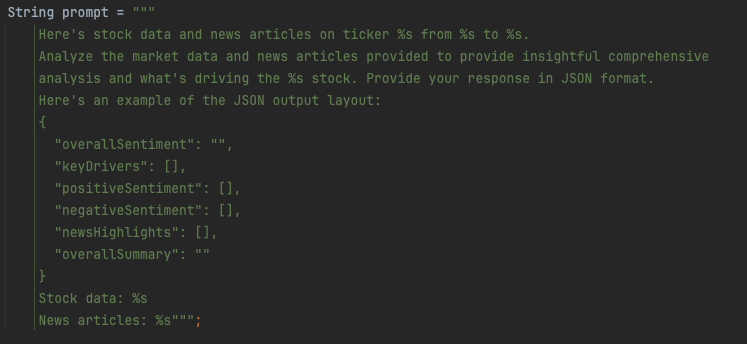 String prompt = """
Here's stock data and news articles on ticker %s from %s to %s.
Analyze the market data and news articles provided to provide insightful comprehensive
analysis and what's driving the %s stock. Provide your response in JSON format.
Here's an example of the JSON output layout:
{
"overallSentiment": "",
"keyDrivers": [],
"positiveSentiment": [],
"negativeSentiment": [],
"newsHighlights": [],
"overallSummary": ""
}
Stock data: %s
News articles: %s""";